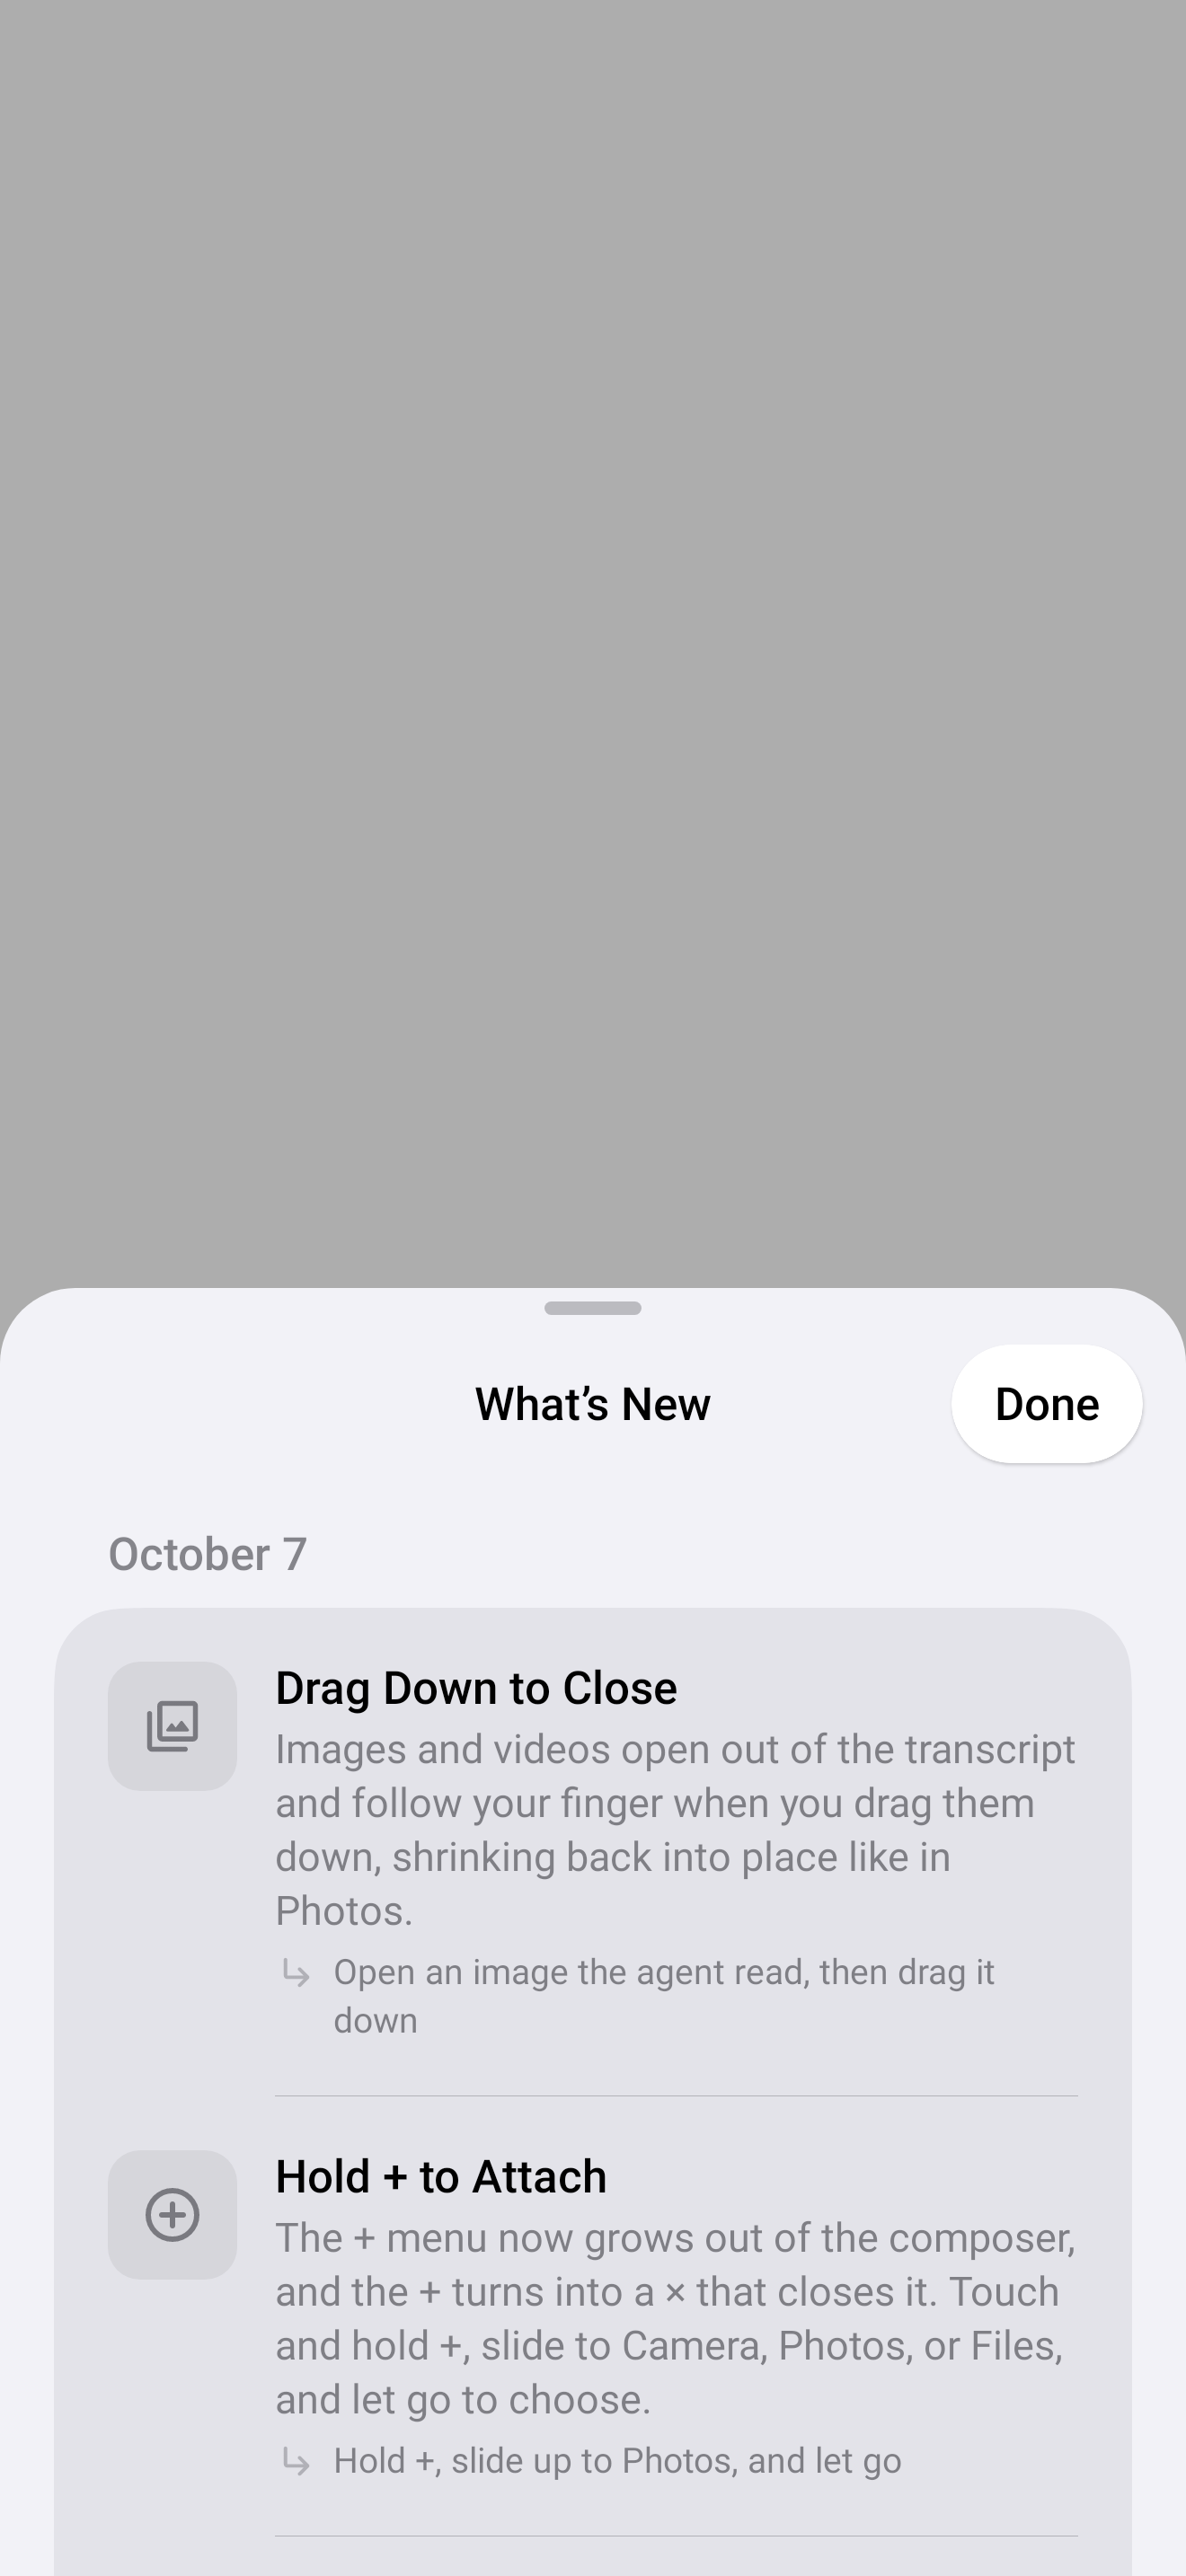 What’s New
Done
October 7
Drag Down to Close
Images and videos open out of the transcript
and follow your finger when you drag them
down, shrinking back into place like in
Photos.
Open an image the agent read, then drag it
down
Hold + to Attach
The + menu now grows out of the composer,
and the + turns into a × that closes it. Touch
and hold +, slide to Camera, Photos, or Files,
and let go to choose.
Hold +, slide up to Photos, and let go